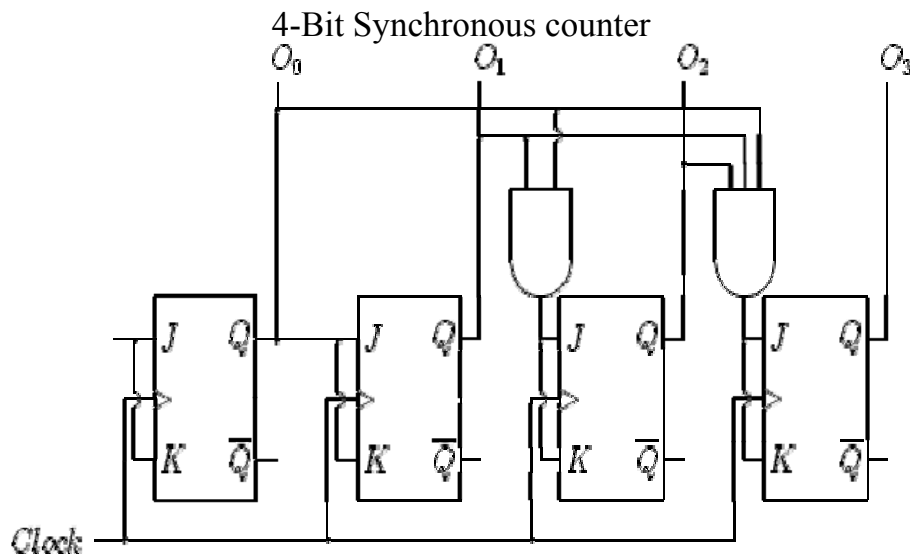 4-Bit Synchronous counter
O₀ O₁ O₂ O₃
J Q J Q J Q J Q
K Q̅ K Q̅ K Q̅ K Q̅
Clock